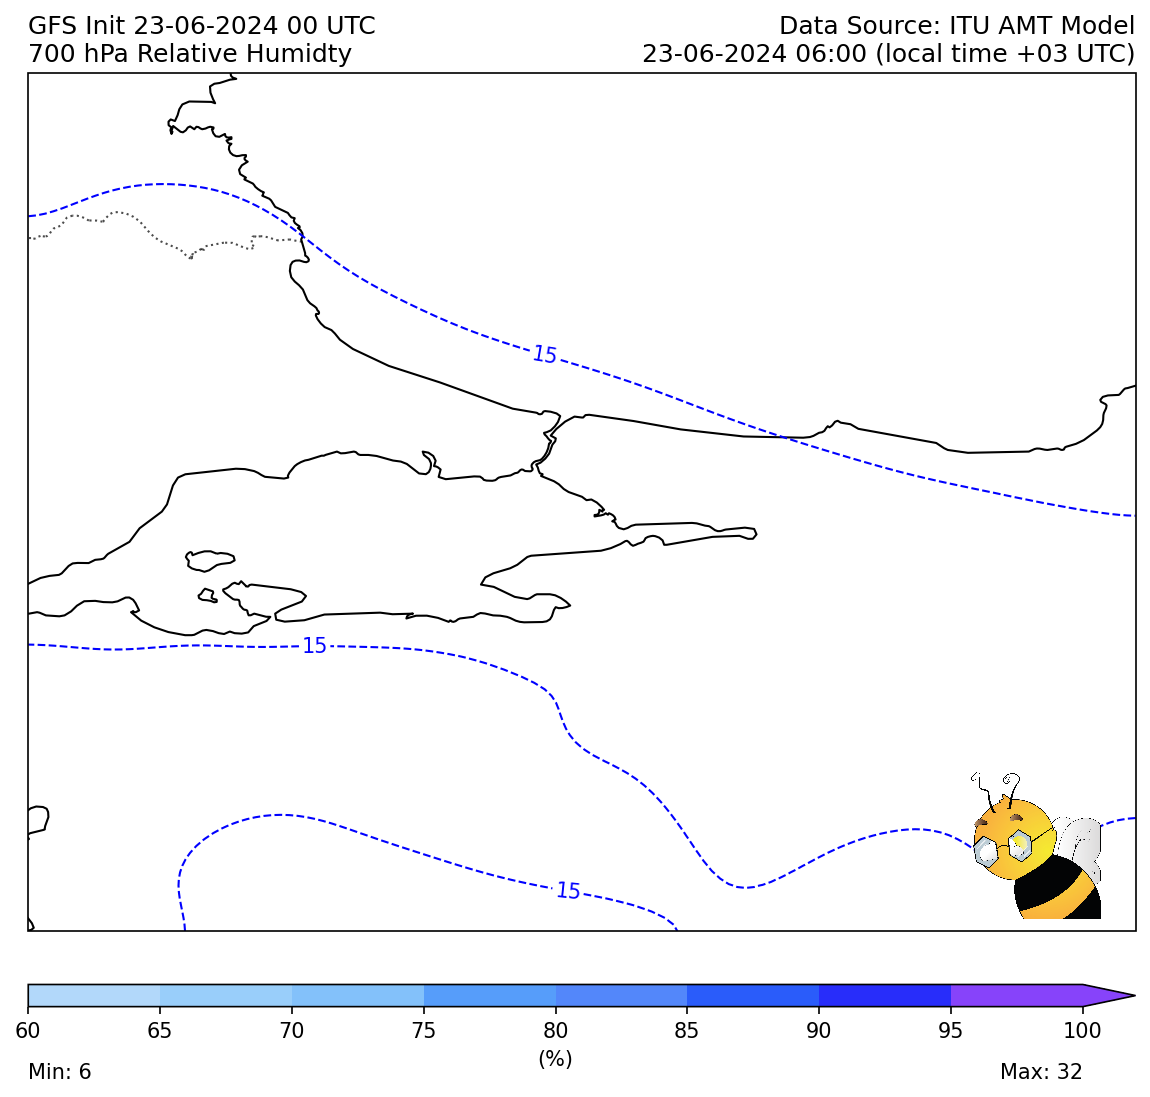 GFS Init 23-06-2024 00 UTC
Data Source: ITU AMT Model
700 hPa Relative Humidty
23-06-2024 06:00 (local time +03 UTC)
15
15
15
60 65 70 75 80 85 90 95 100
(%)
Min: 6
Max: 32